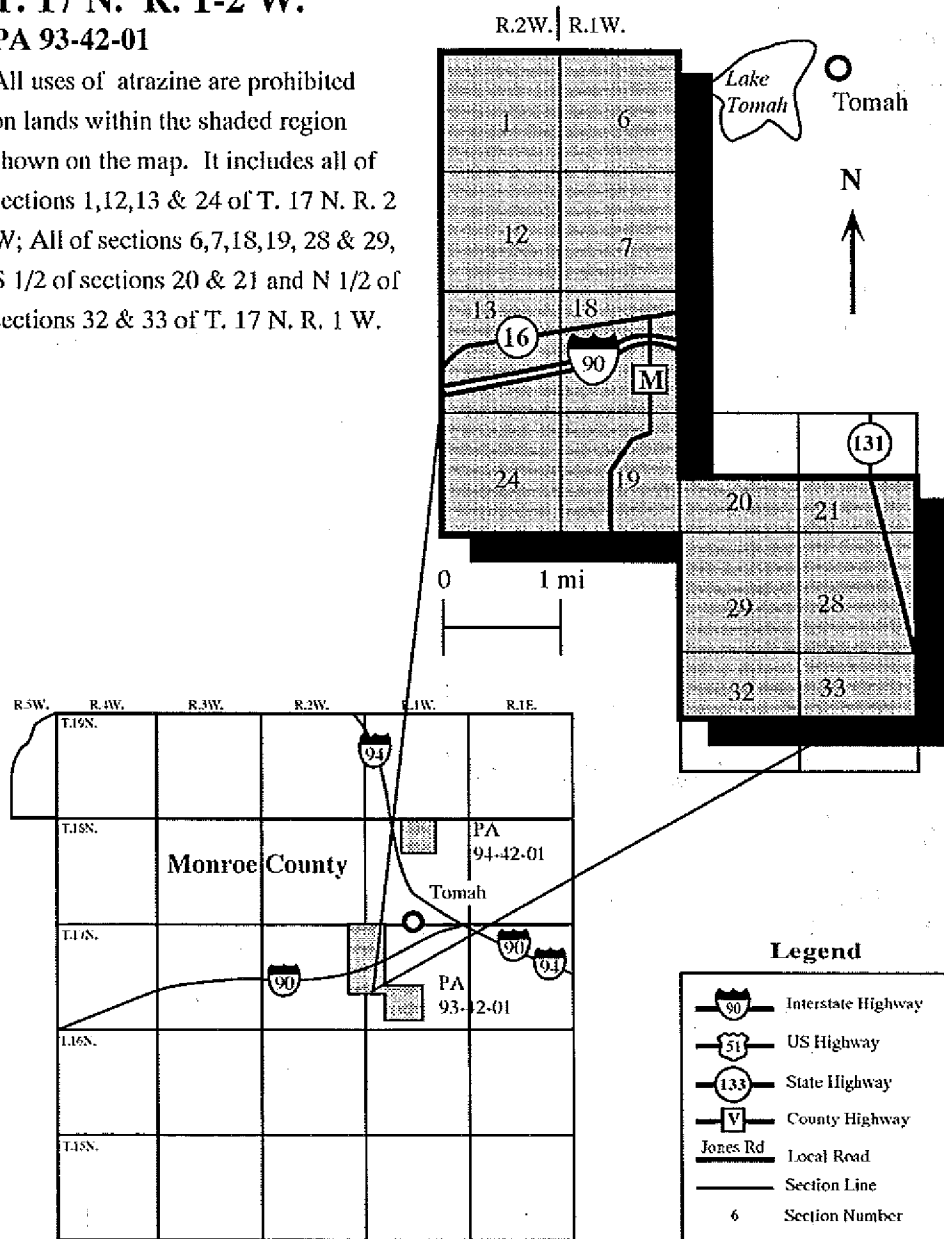 T. 17 N. R. 1-2 W.
PA 93-42-01
All uses of atrazine are prohibited
on lands within the shaded region
shown on the map. It includes all of
sections 1,12,13 & 24 of T. 17 N. R. 2
W; All of sections 6,7,18,19, 28 & 29,
S 1/2 of sections 20 & 21 and N 1/2 of
sections 32 & 33 of T. 17 N. R. 1 W.
R.2W. R.1W.
Lake
Tomah
Tomah
N
1 6
12 7
13 18
16
90
M
131
24 19
20 21
29 28
32 33
0 1 mi
R.5W. R.4W. R.3W. R.2W. R.1W. R.1E.
T.19N.
94
T.18N.
PA
94-42-01
Monroe County
Tomah
T.17N.
90
90
94
PA
93-42-01
T.16N.
T.15N.
Legend
90 Interstate Highway
51 US Highway
133 State Highway
V County Highway
Jones Rd Local Road
Section Line
6 Section Number